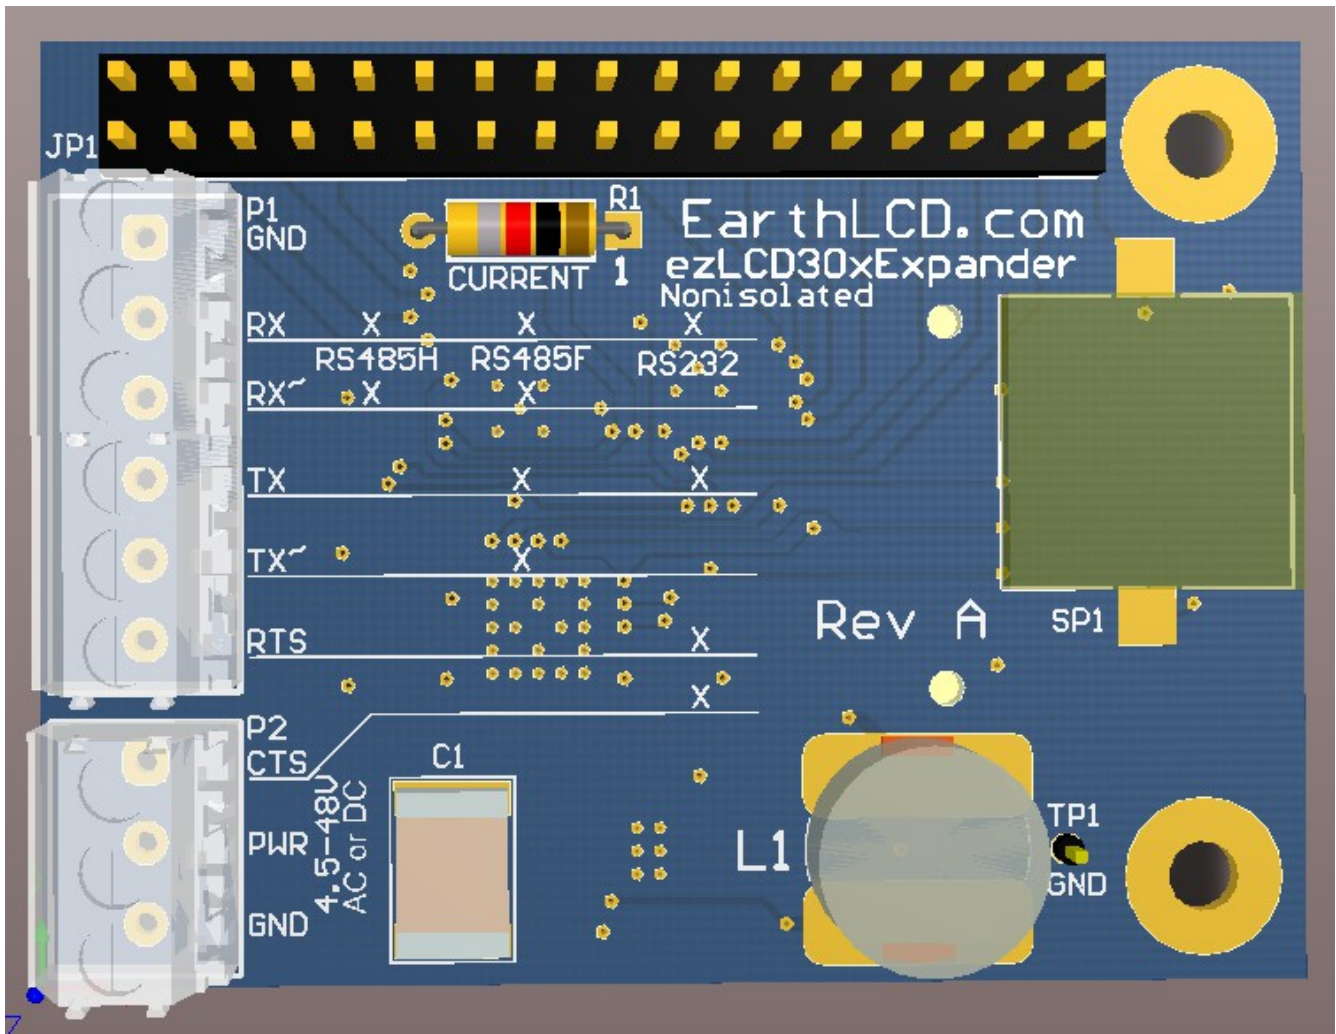 JP1
P1
GND
R1
CURRENT
1
EarthLCD.com
ezLCD30xExpander
Nonisolated
RX X X X
RS485H RS485F RS232
RX~ X X
TX X X
TX~ X
RTS X
X
Rev A
SP1
P2
CTS
4.5-48V
AC or DC
PWR
GND
C1
L1
TP1
GND